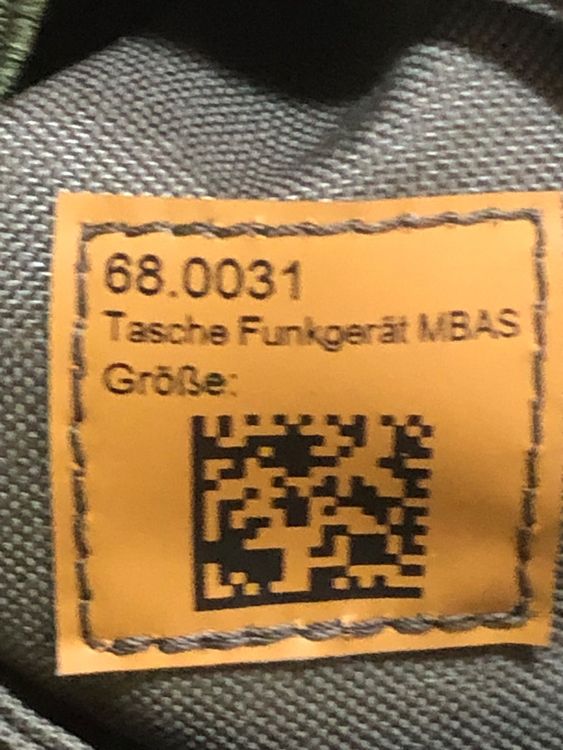 68.0031
Tasche Funkgerät MBAS
Größe: